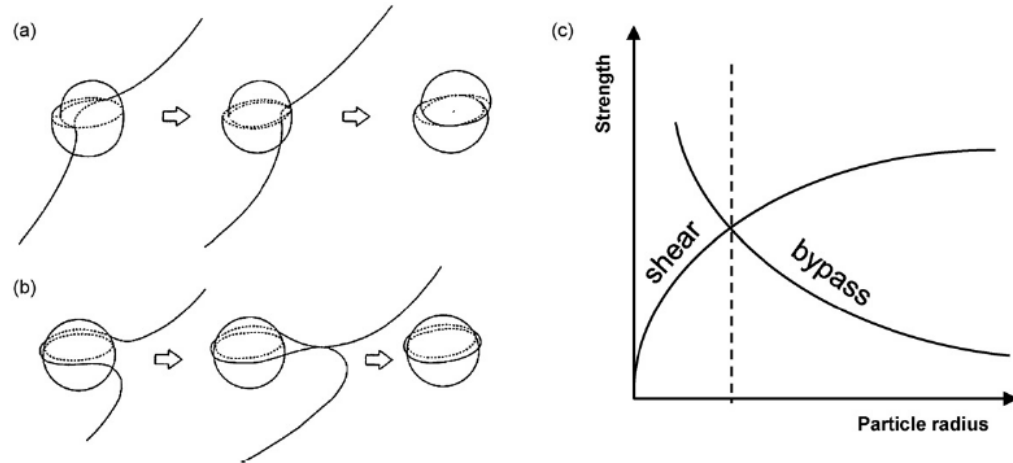 (a)
(b)
(c)
Strength
shear
bypass
Particle radius